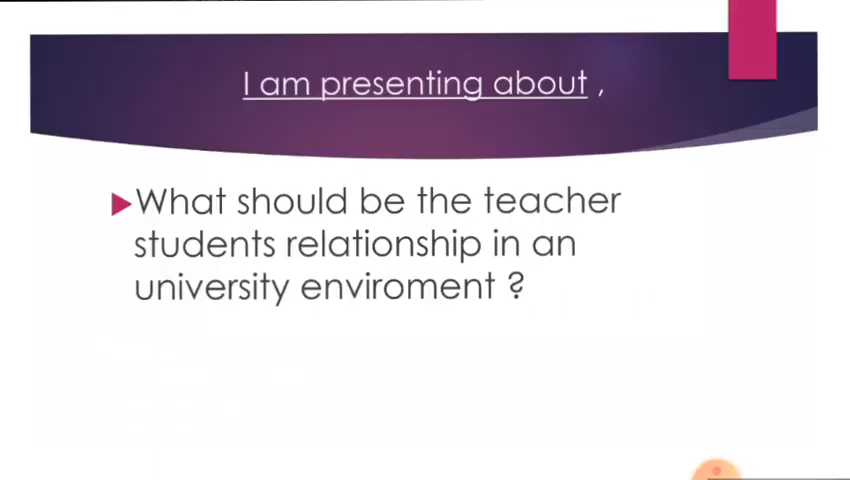 I am presenting about ,
What should be the teacher
students relationship in an
university enviroment ?